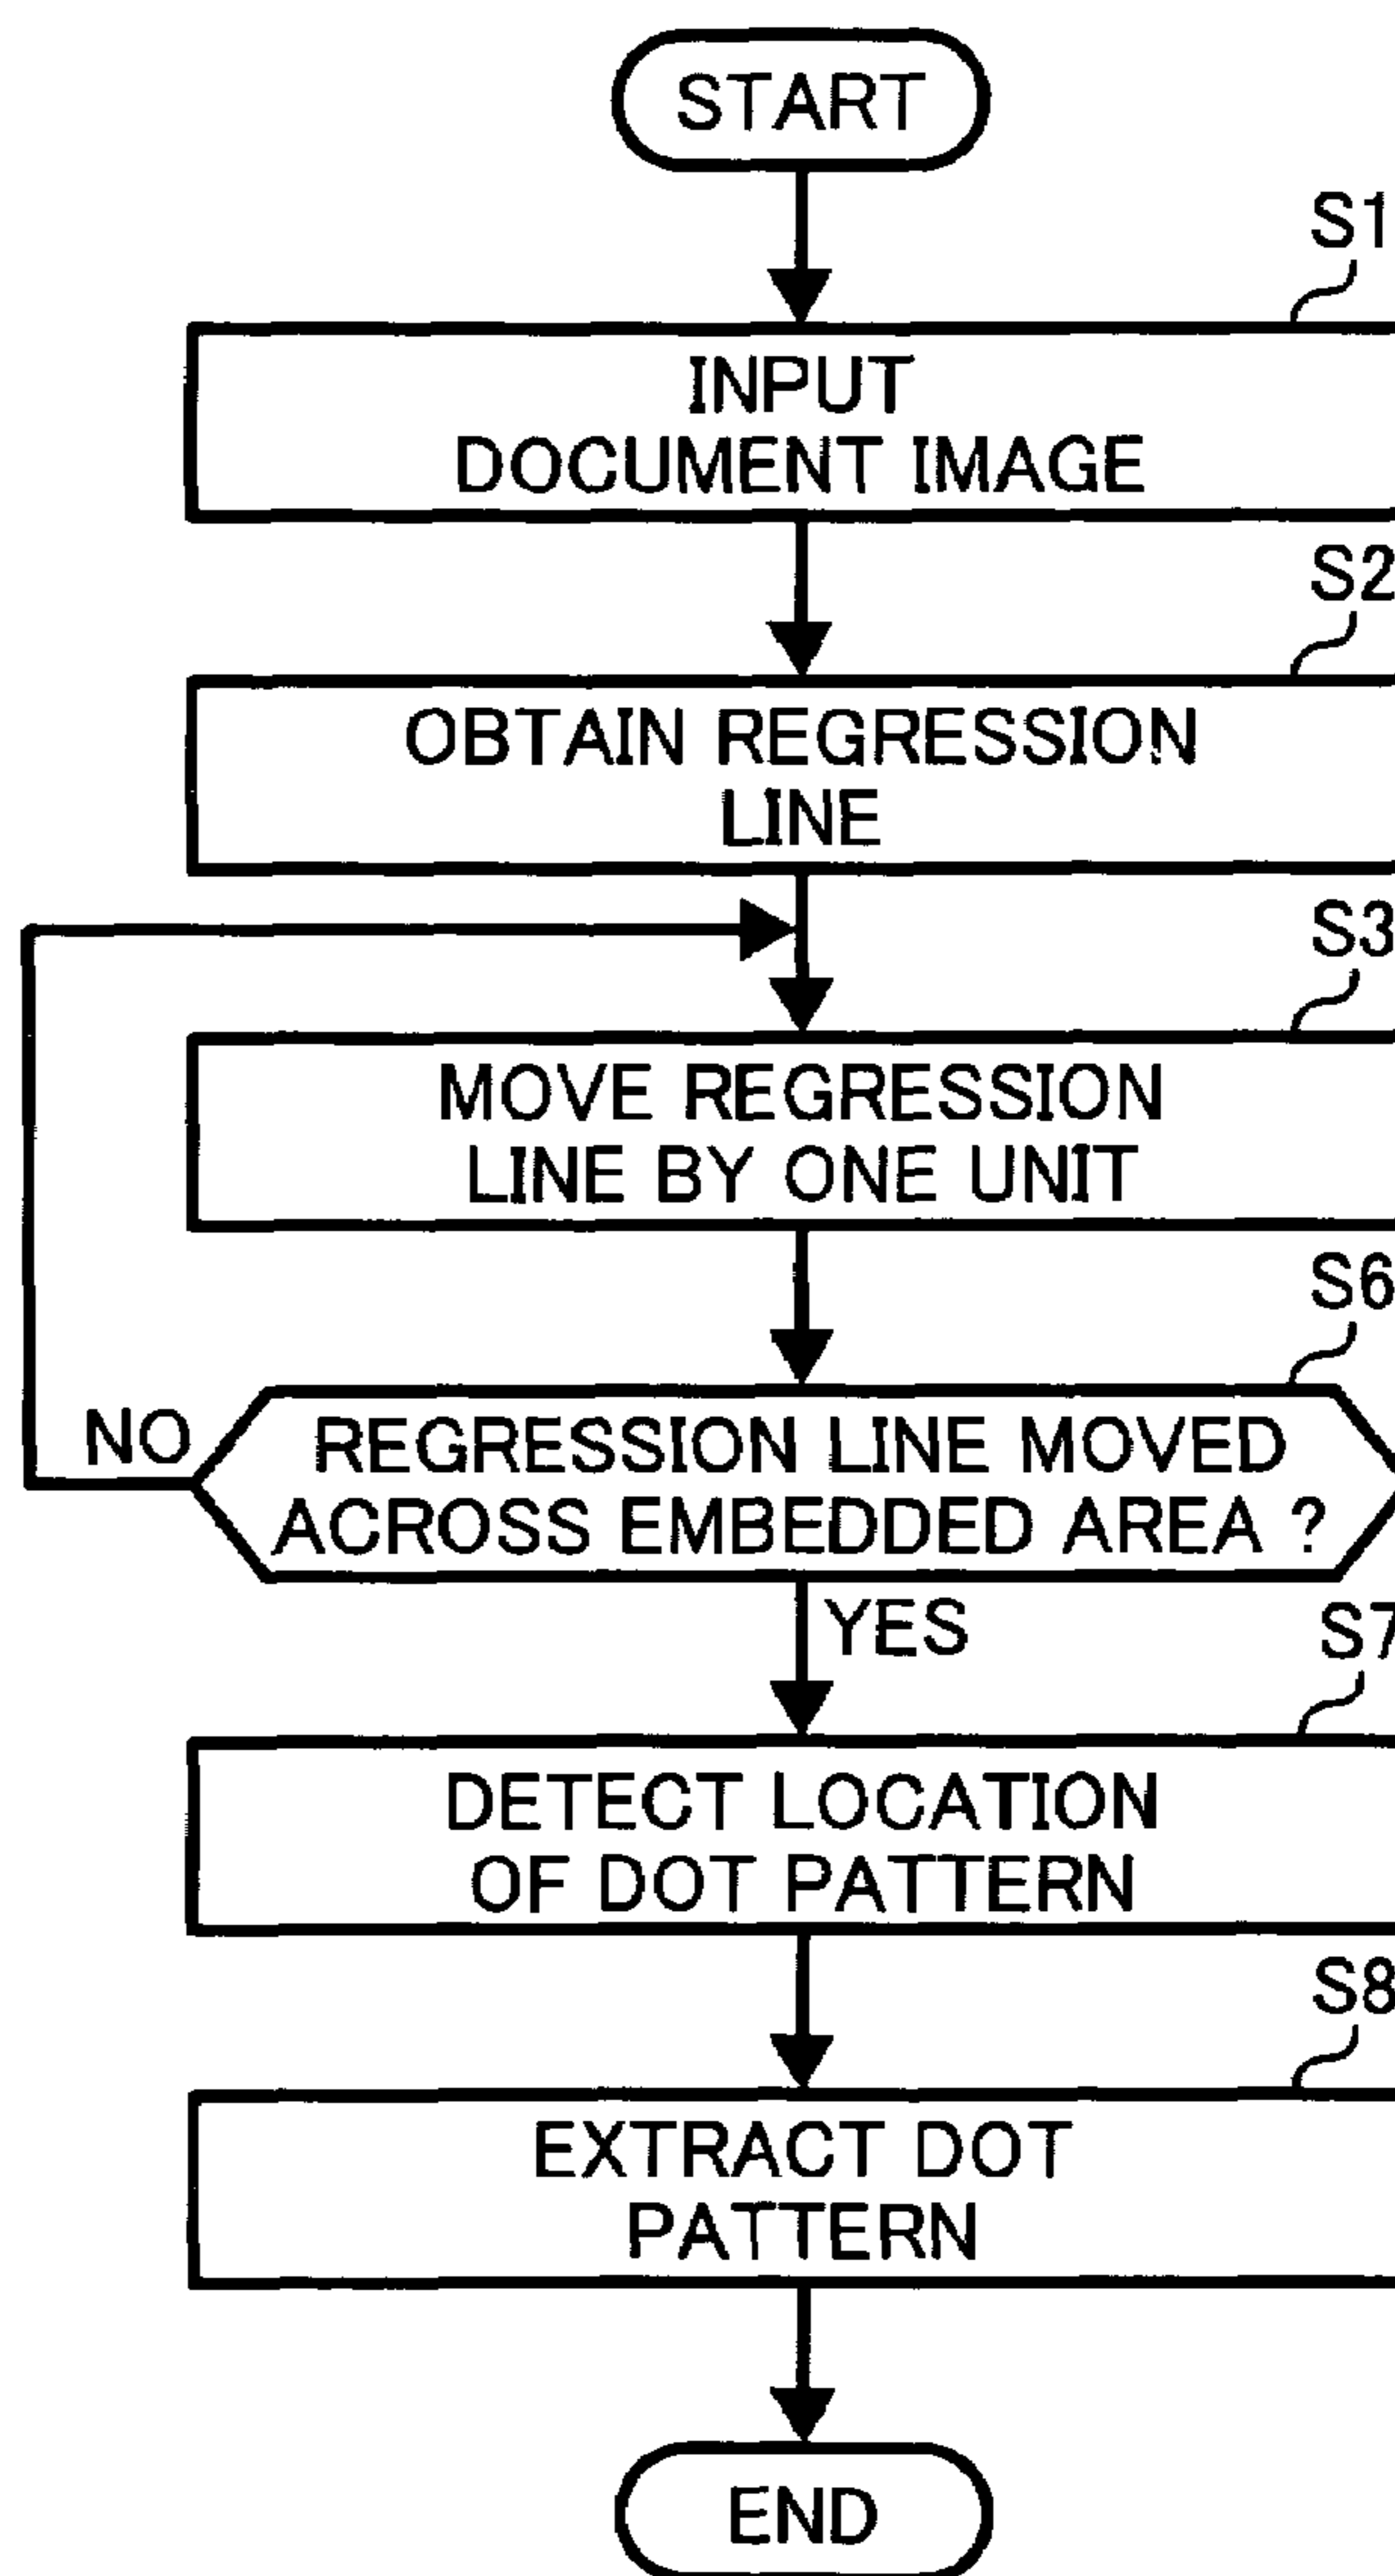 START
S1
INPUT
DOCUMENT IMAGE
S2
OBTAIN REGRESSION
LINE
S3
MOVE REGRESSION
LINE BY ONE UNIT
S6
NO
REGRESSION LINE MOVED
ACROSS EMBEDDED AREA ?
YES
S7
DETECT LOCATION
OF DOT PATTERN
S8
EXTRACT DOT
PATTERN
END